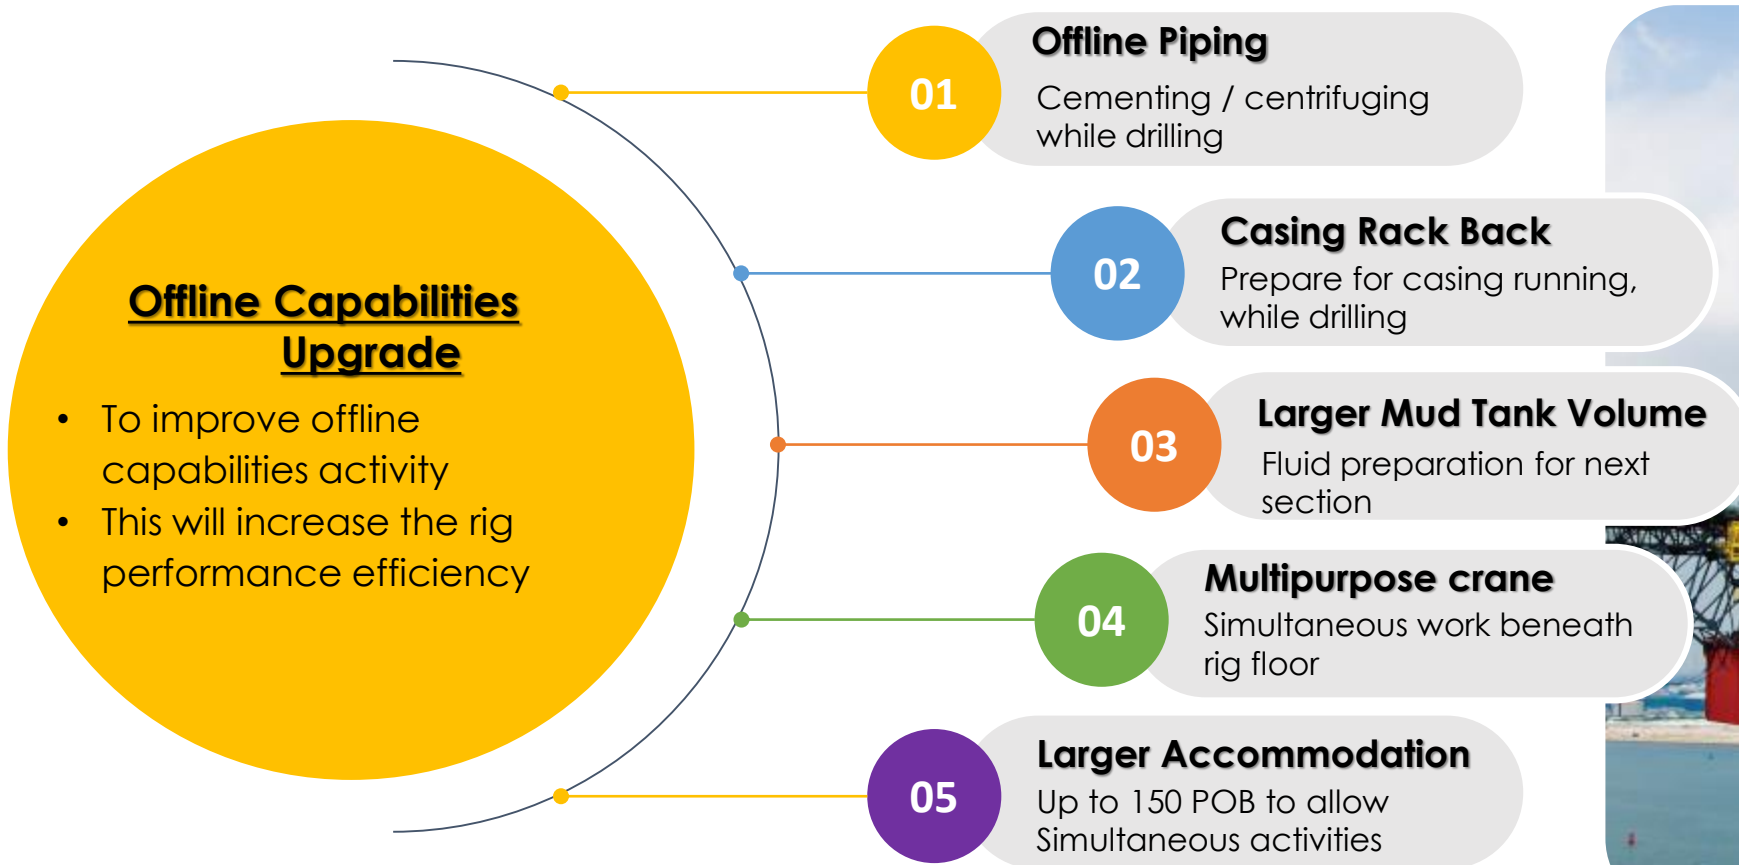 Offline Capabilities
Upgrade
• To improve offline
capabilities activity
• This will increase the rig
performance efficiency
01
Offline Piping
Cementing / centrifuging
while drilling
02
Casing Rack Back
Prepare for casing running,
while drilling
03
Larger Mud Tank Volume
Fluid preparation for next
section
04
Multipurpose crane
Simultaneous work beneath
rig floor
05
Larger Accommodation
Up to 150 POB to allow
Simultaneous activities